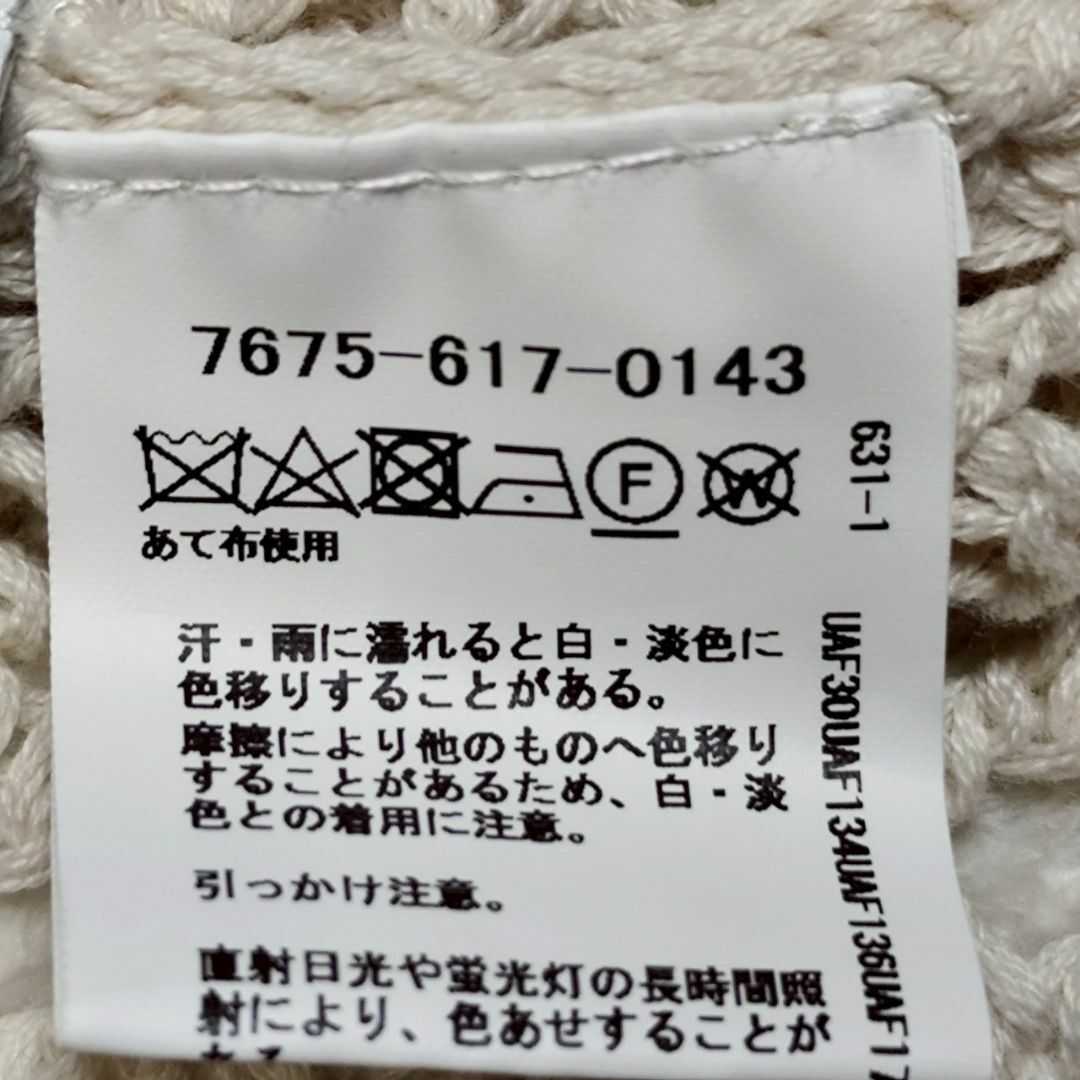 7675-617-0143
F
W
あて布使用
汗・雨に濡れると白・淡色に
色移りすることがある。
摩擦により他のものへ色移り
することがあるため、白・淡
色との着用に注意。
引っかけ注意。
直射日光や蛍光灯の長時間照
射により、色あせすることが
631-1
UAF30UAF134UAF136UAF17